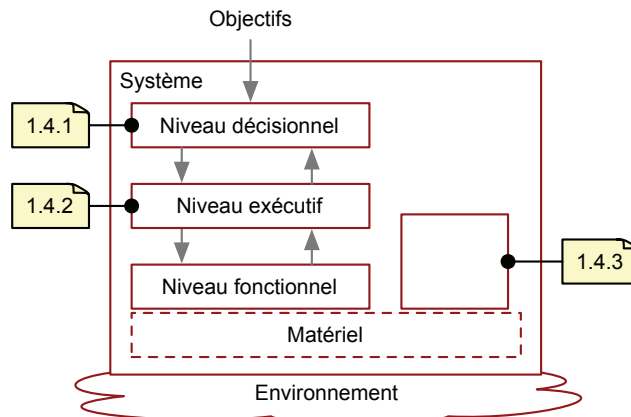 Objectifs
Système
1.4.1
Niveau décisionnel
1.4.2
Niveau exécutif
1.4.3
Niveau fonctionnel
Matériel
Environnement